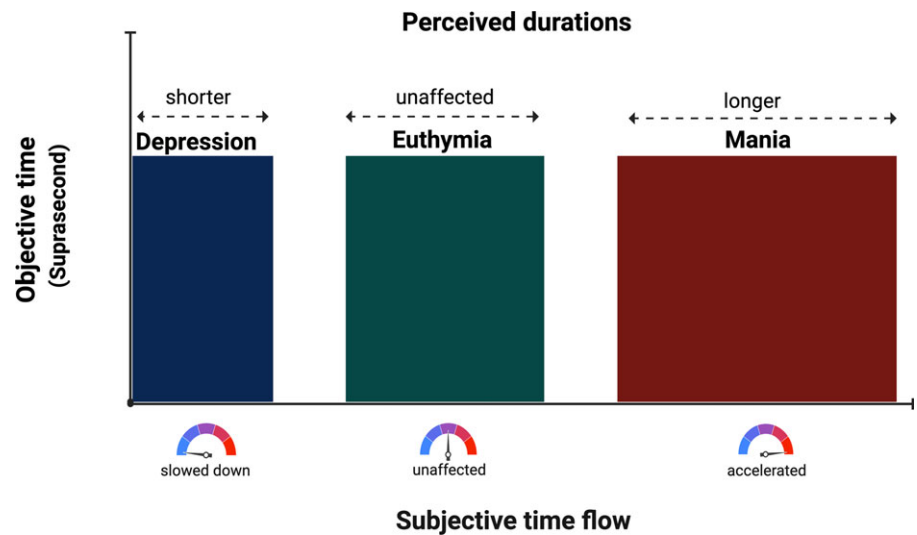 Perceived durations
shorter
unaffected
longer
Depression
Euthymia
Mania
Objective time
(Suprasecond)
slowed down
unaffected
accelerated
Subjective time flow